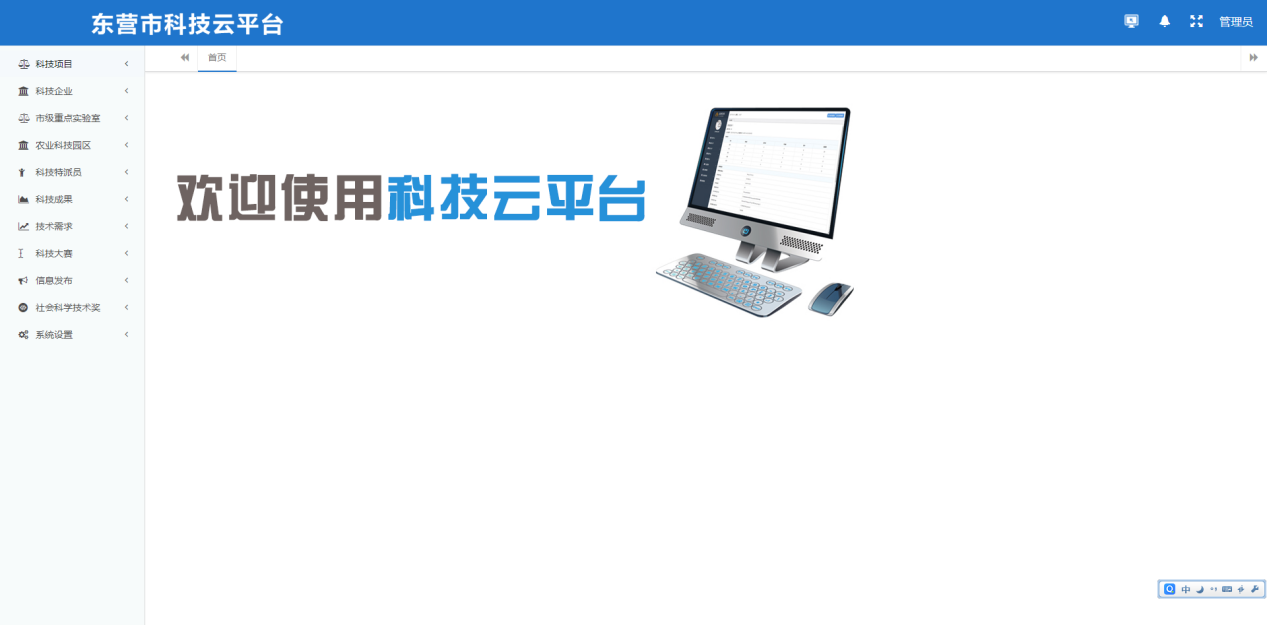 东营市科技云平台
管理员
首页
科技项目
科技企业
市级重点实验室
农业科技园区
科技特派员
科技成果
技术需求
科技大赛
信息发布
社会科学技术奖
系统设置
欢迎使用科技云平台
中